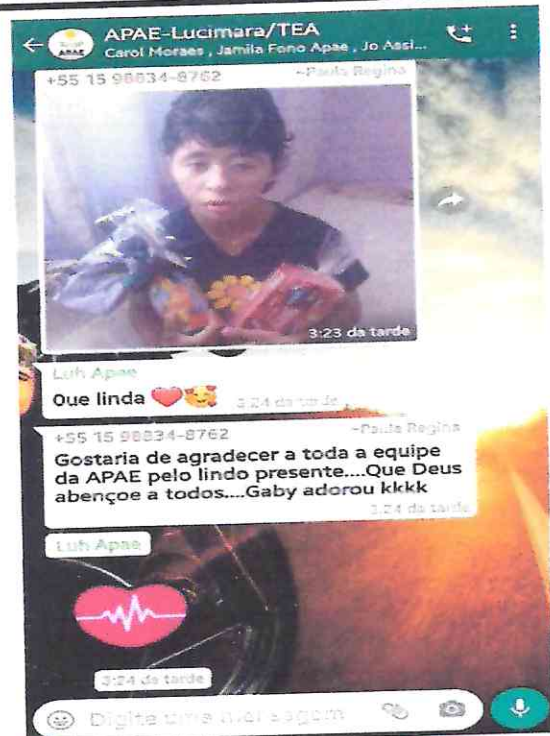 APAE-Lucimara/TEA
APAE
Carol Moraes , Jamila Fono Apae , Jo Assi...
+55 15 98834-8762 ~Paula Regina
3:23 da tarde
Luh Apae
Que linda ❤️🥰 3:24 da tarde
+55 15 98834-8762 ~Paula Regina
Gostaria de agradecer a toda a equipe
da APAE pelo lindo presente....Que Deus
abençoe a todos....Gaby adorou kkkk
3:24 da tarde
Luh Apae
3:24 da tarde
Digite uma mensagem